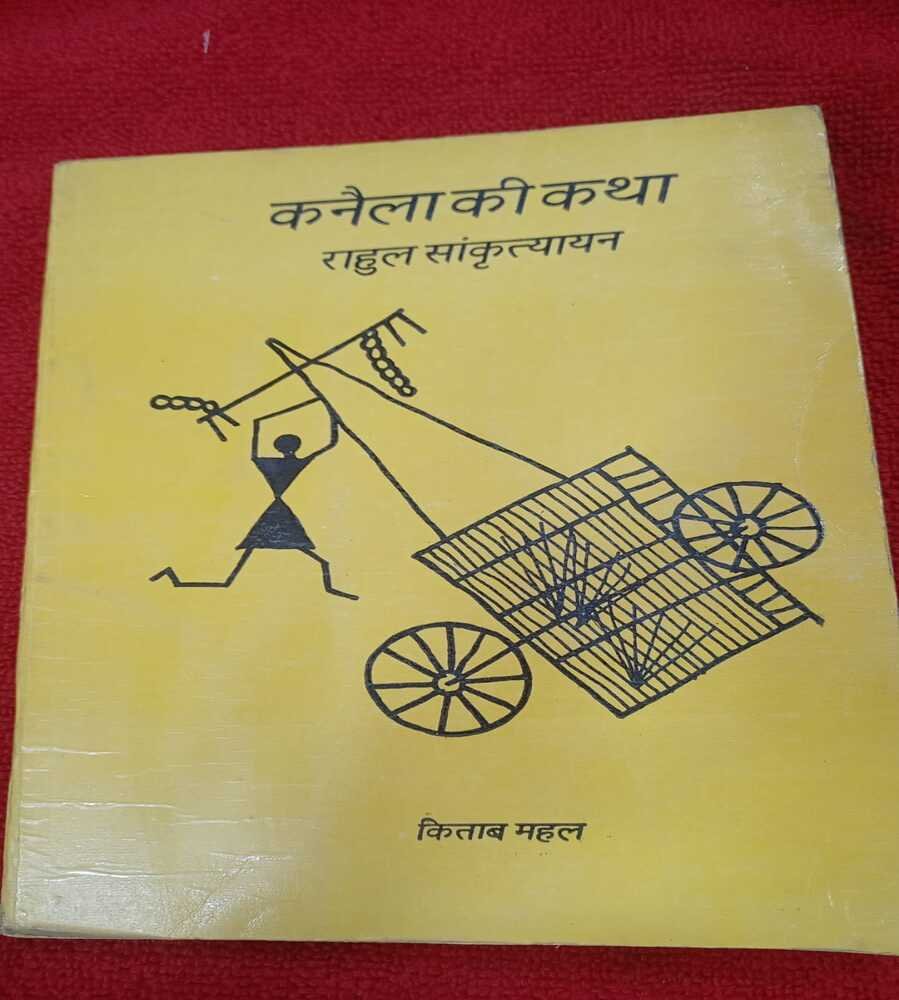 कनैला की कथा
राहुल सांकृत्यायन
किताब महल